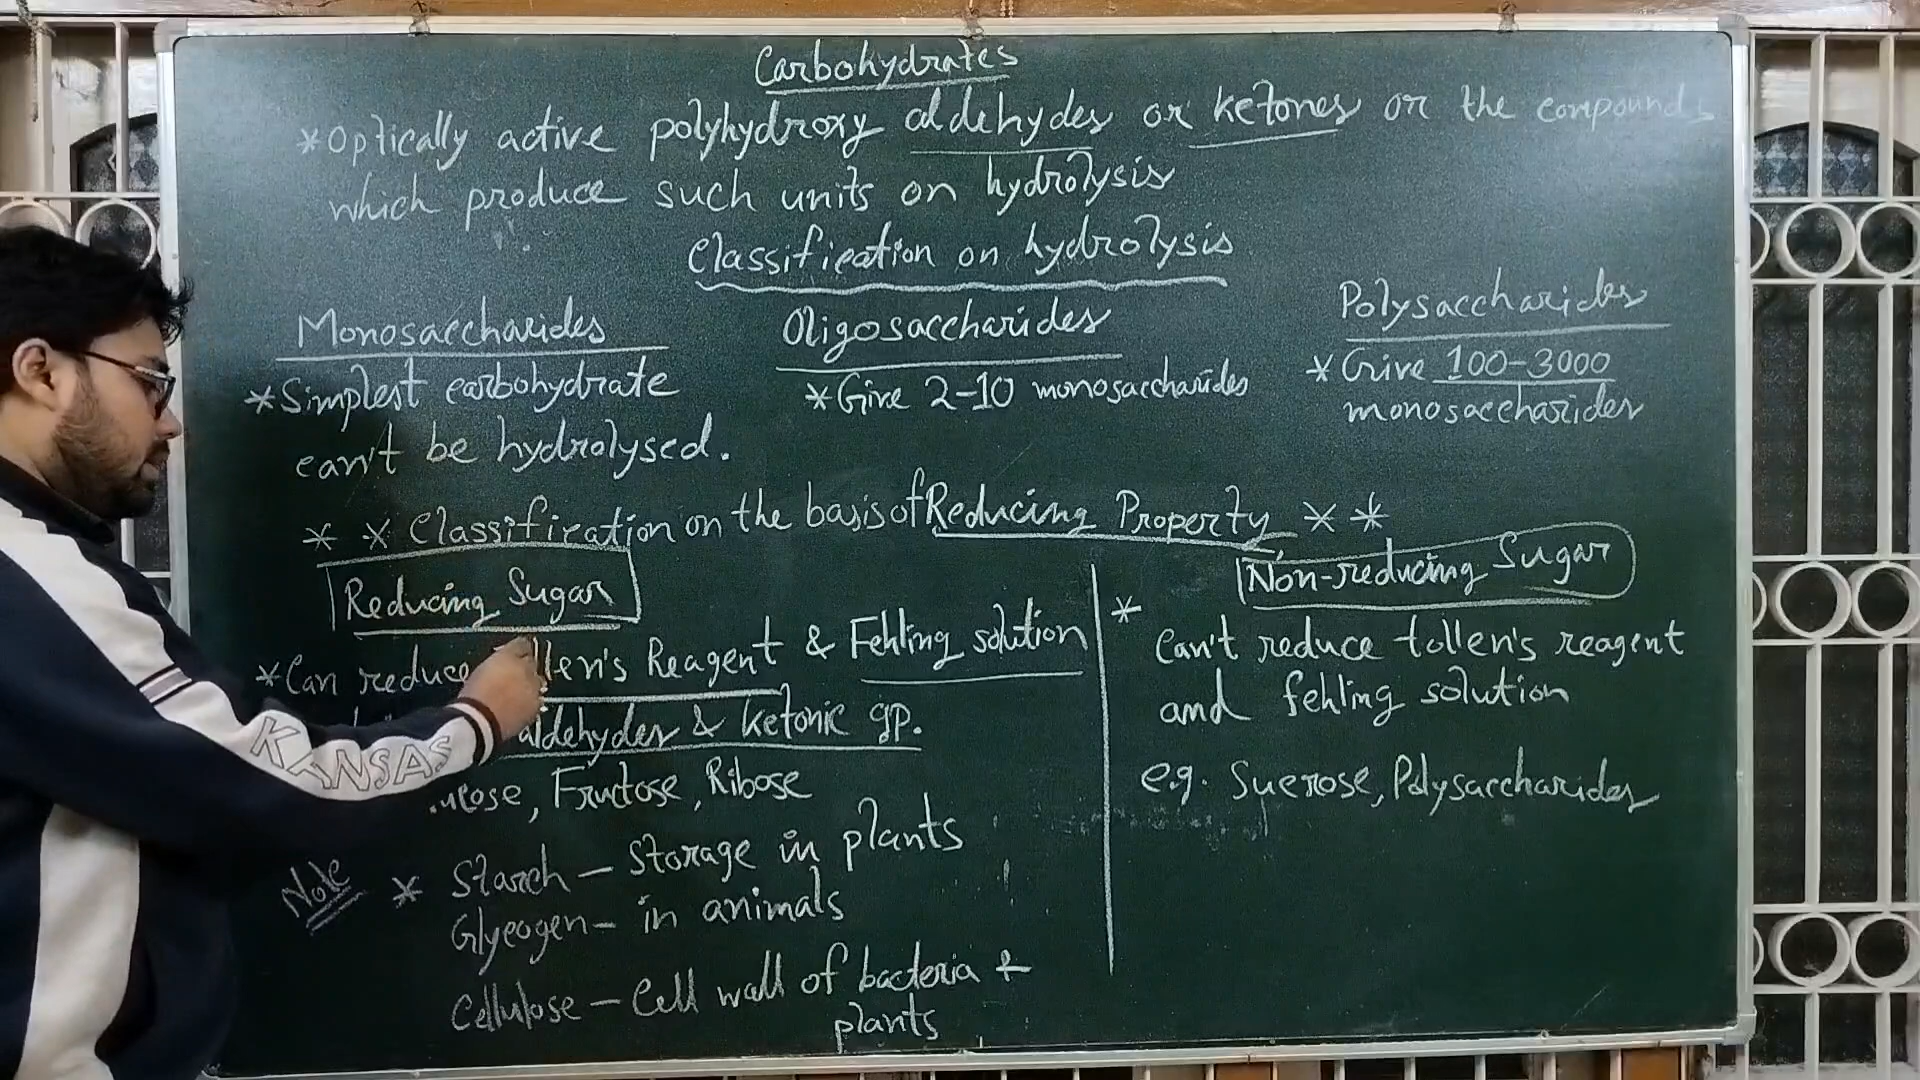 Carbohydrates
*Optically active polyhydroxy aldehydes or ketones or the compounds
which produce such units on hydrolysis
Classification on hydrolysis
Monosaccharides
*Simplest carbohydrate
can't be hydrolysed.
Oligosaccharides
*Give 2-10 monosaccharides
Polysaccharides
*Give 100-3000
monosaccharides
* * Classification on the basis of Reducing Property * *
Reducing Sugar
*Can reduce Tollen's Reagent & Fehling solution
aldehydes & ketonic gp.
Fructose, Ribose
Non-reducing Sugar
*
Can't reduce tollen's reagent
and fehling solution
e.g. Sucrose, Polysaccharides
Note * Starch - Storage in plants
Glycogen - in animals
Cellulose - Cell wall of bacteria +
plants
KANSAS